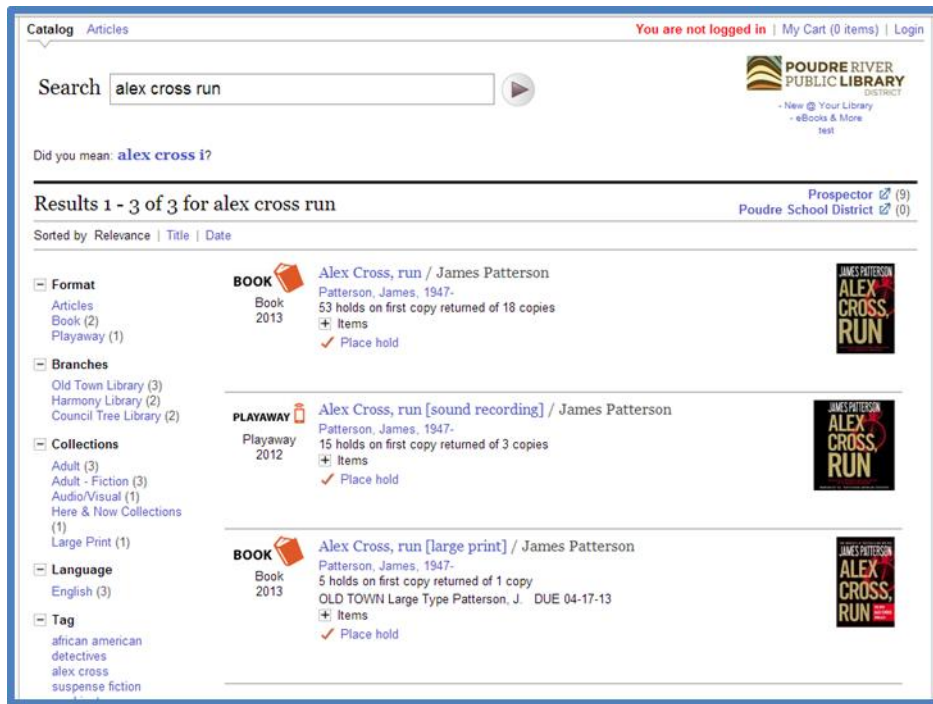 Catalog Articles
You are not logged in | My Cart (0 items) | Login
Search alex cross run
POUDRE RIVER
PUBLIC LIBRARY
DISTRICT
- New @ Your Library
- eBooks & More
test
Did you mean: alex cross i?
Results 1 - 3 of 3 for alex cross run
Prospector (9)
Poudre School District (0)
Sorted by Relevance | Title | Date
Format
Articles
Book (2)
Playaway (1)
Branches
Old Town Library (3)
Harmony Library (2)
Council Tree Library (2)
Collections
Adult (3)
Adult - Fiction (3)
Audio/Visual (1)
Here & Now Collections
(1)
Large Print (1)
Language
English (3)
Tag
african american
detectives
alex cross
suspense fiction
BOOK
Book
2013
Alex Cross, run / James Patterson
Patterson, James, 1947-
53 holds on first copy returned of 18 copies
Items
Place hold
JAMES PATTERSON
ALEX
CROSS,
RUN
PLAYAWAY
Playaway
2012
Alex Cross, run [sound recording] / James Patterson
Patterson, James, 1947-
15 holds on first copy returned of 3 copies
Items
Place hold
JAMES PATTERSON
ALEX
CROSS,
RUN
BOOK
Book
2013
Alex Cross, run [large print] / James Patterson
Patterson, James, 1947-
5 holds on first copy returned of 1 copy
OLD TOWN Large Type Patterson, J. DUE 04-17-13
Items
Place hold
JAMES PATTERSON
ALEX
CROSS,
RUN